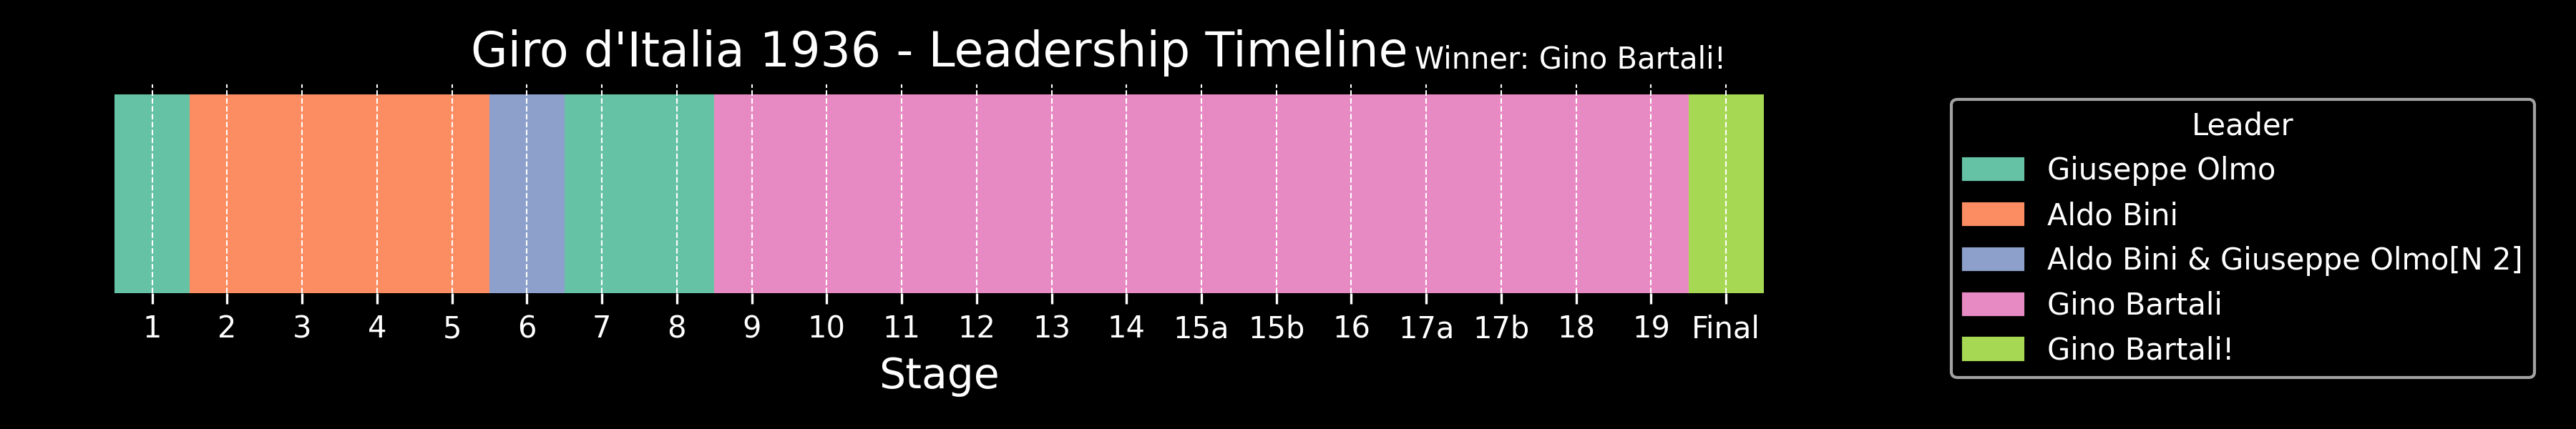 Giro d'Italia 1936 - Leadership Timeline
Winner: Gino Bartali!
1 2 3 4 5 6 7 8 9 10 11 12 13 14 15a 15b 16 17a 17b 18 19 Final
Stage
Leader
Giuseppe Olmo
Aldo Bini
Aldo Bini & Giuseppe Olmo[N 2]
Gino Bartali
Gino Bartali!